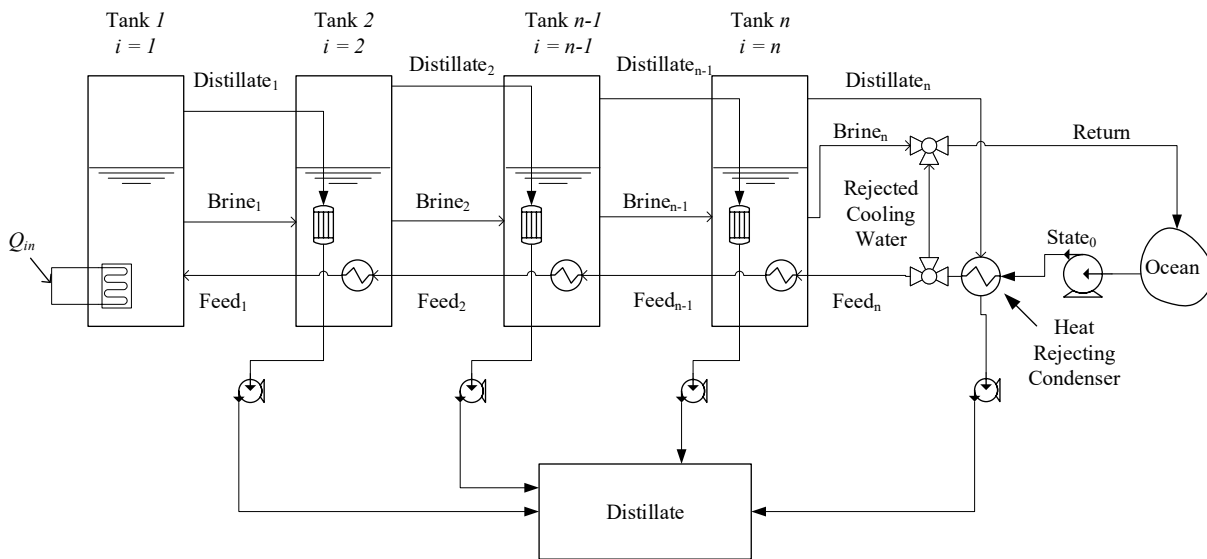 Tank 1
i = 1
Tank 2
i = 2
Tank n-1
i = n-1
Tank n
i = n
Distillate1
Distillate2
Distillaten-1
Distillaten
Brinen
Return
Rejected
Cooling
Water
Brine1
Brine2
Brinen-1
Qin
State0
Ocean
Feed1
Feed2
Feedn-1
Feedn
Heat
Rejecting
Condenser
Distillate